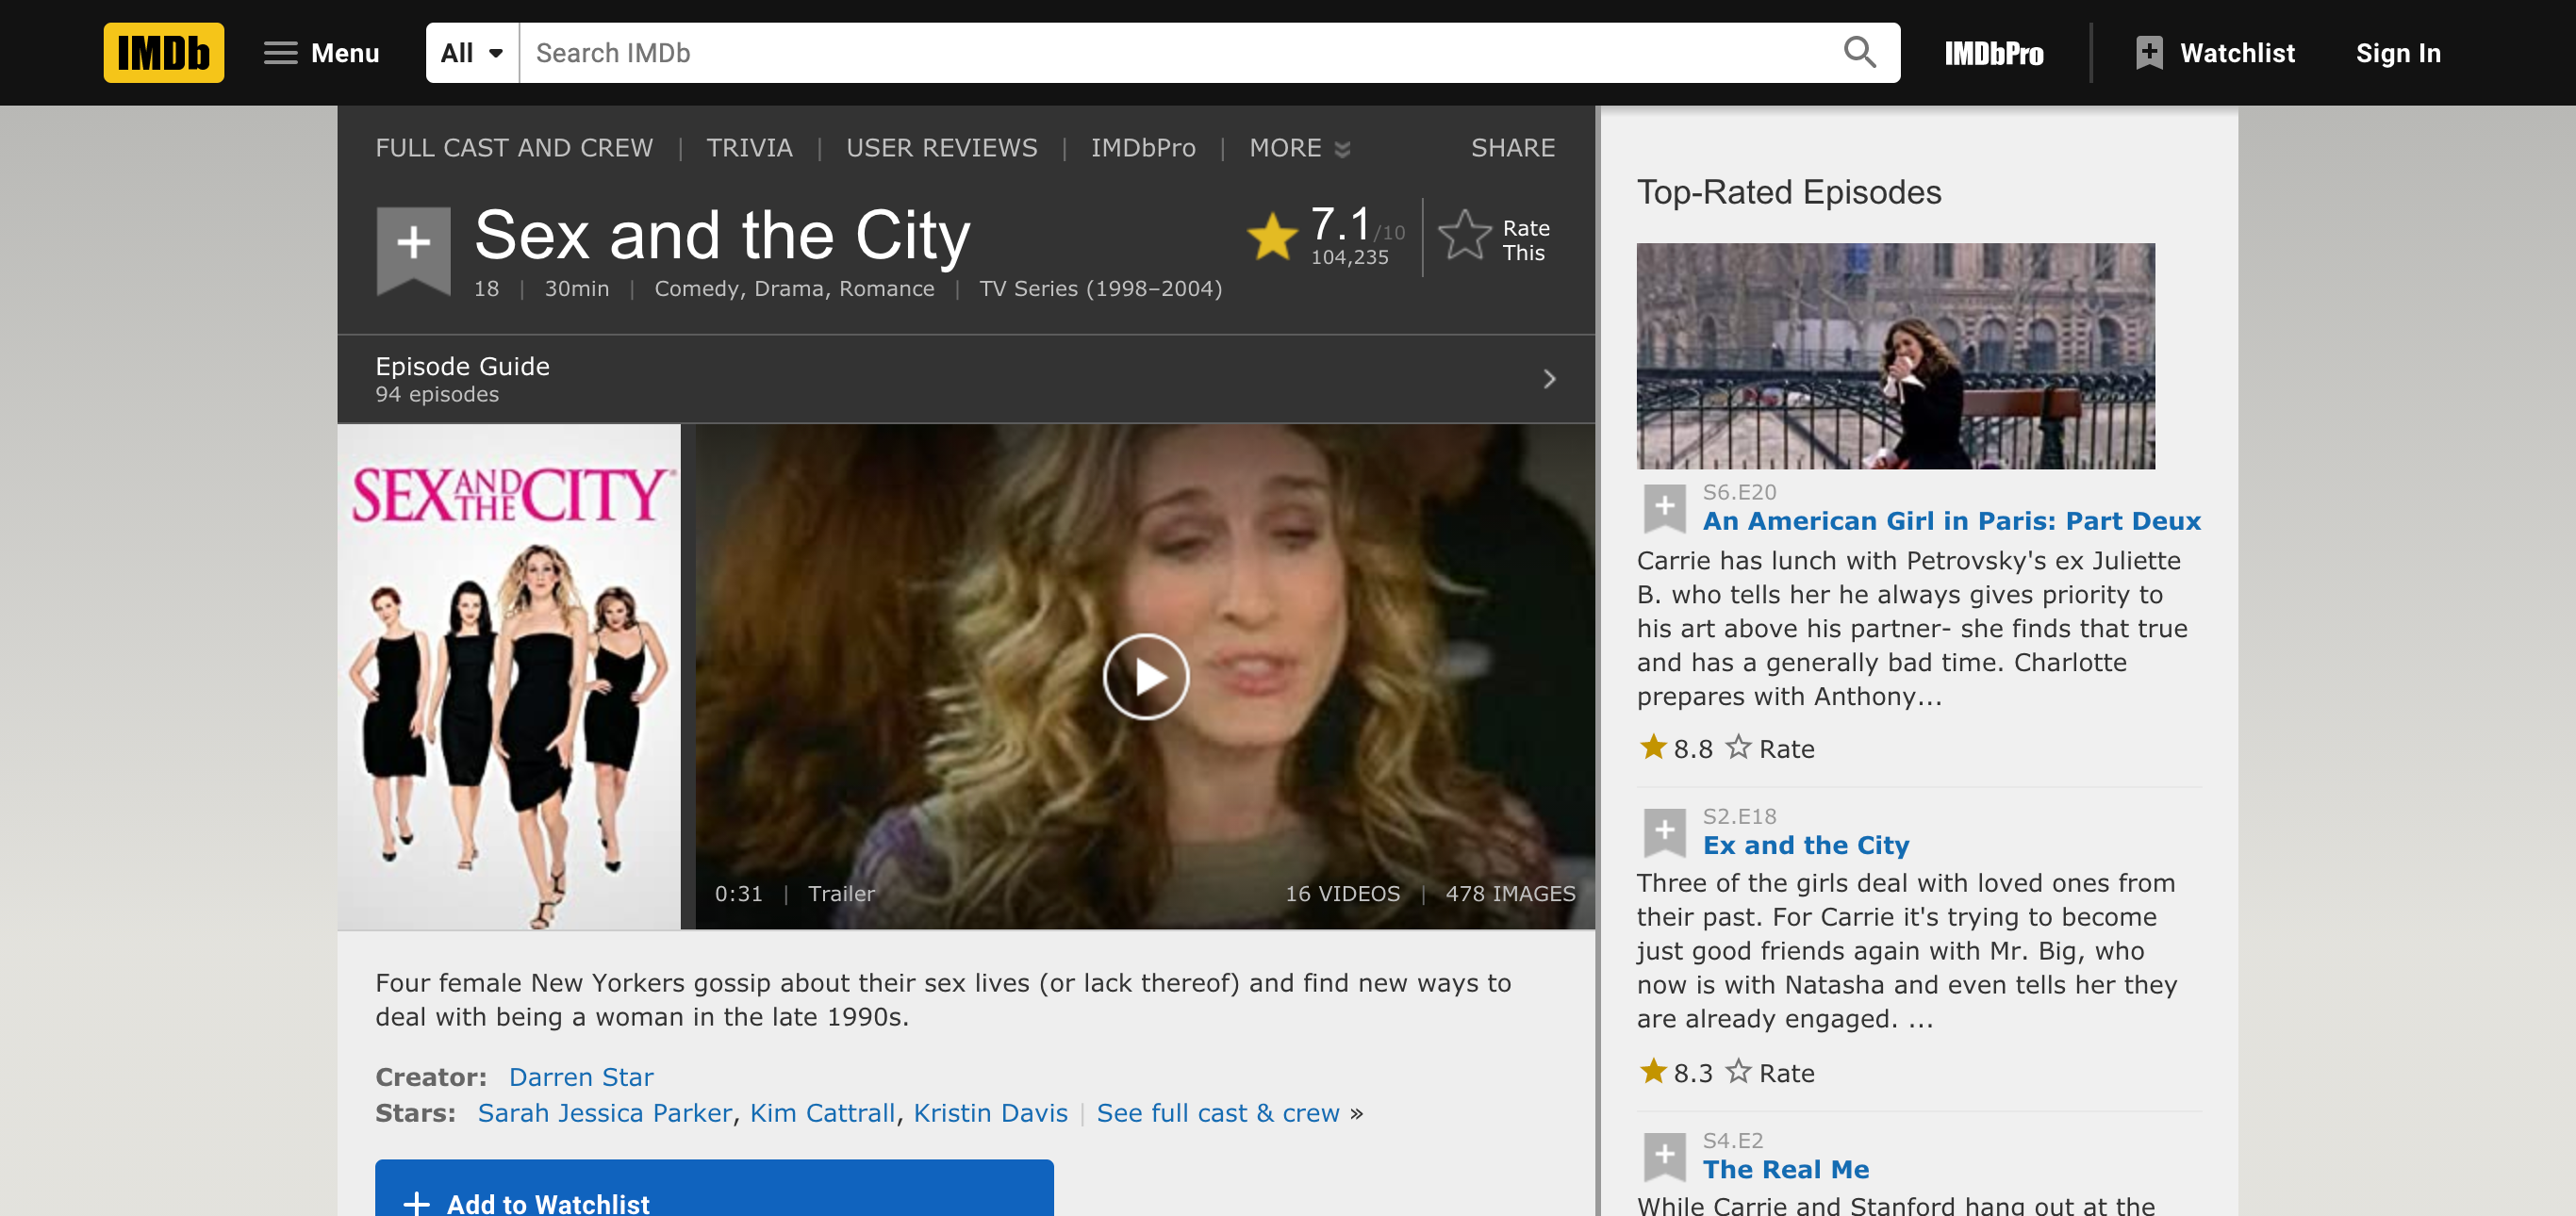 IMDb
Menu
All
Search IMDb
IMDbPro
Watchlist
Sign In
FULL CAST AND CREW | TRIVIA | USER REVIEWS | IMDbPro | MORE
SHARE
Sex and the City
7.1/10
104,235
Rate
This
18 | 30min | Comedy, Drama, Romance | TV Series (1998–2004)
Episode Guide
94 episodes
SEX AND THE CITY
0:31 | Trailer
16 VIDEOS | 478 IMAGES
Four female New Yorkers gossip about their sex lives (or lack thereof) and find new ways to
deal with being a woman in the late 1990s.
Creator: Darren Star
Stars: Sarah Jessica Parker, Kim Cattrall, Kristin Davis | See full cast & crew »
+ Add to Watchlist
Top-Rated Episodes
S6.E20
An American Girl in Paris: Part Deux
Carrie has lunch with Petrovsky's ex Juliette
B. who tells her he always gives priority to
his art above his partner- she finds that true
and has a generally bad time. Charlotte
prepares with Anthony...
8.8 Rate
S2.E18
Ex and the City
Three of the girls deal with loved ones from
their past. For Carrie it's trying to become
just good friends again with Mr. Big, who
now is with Natasha and even tells her they
are already engaged. ...
8.3 Rate
S4.E2
The Real Me
While Carrie and Stanford hang out at the